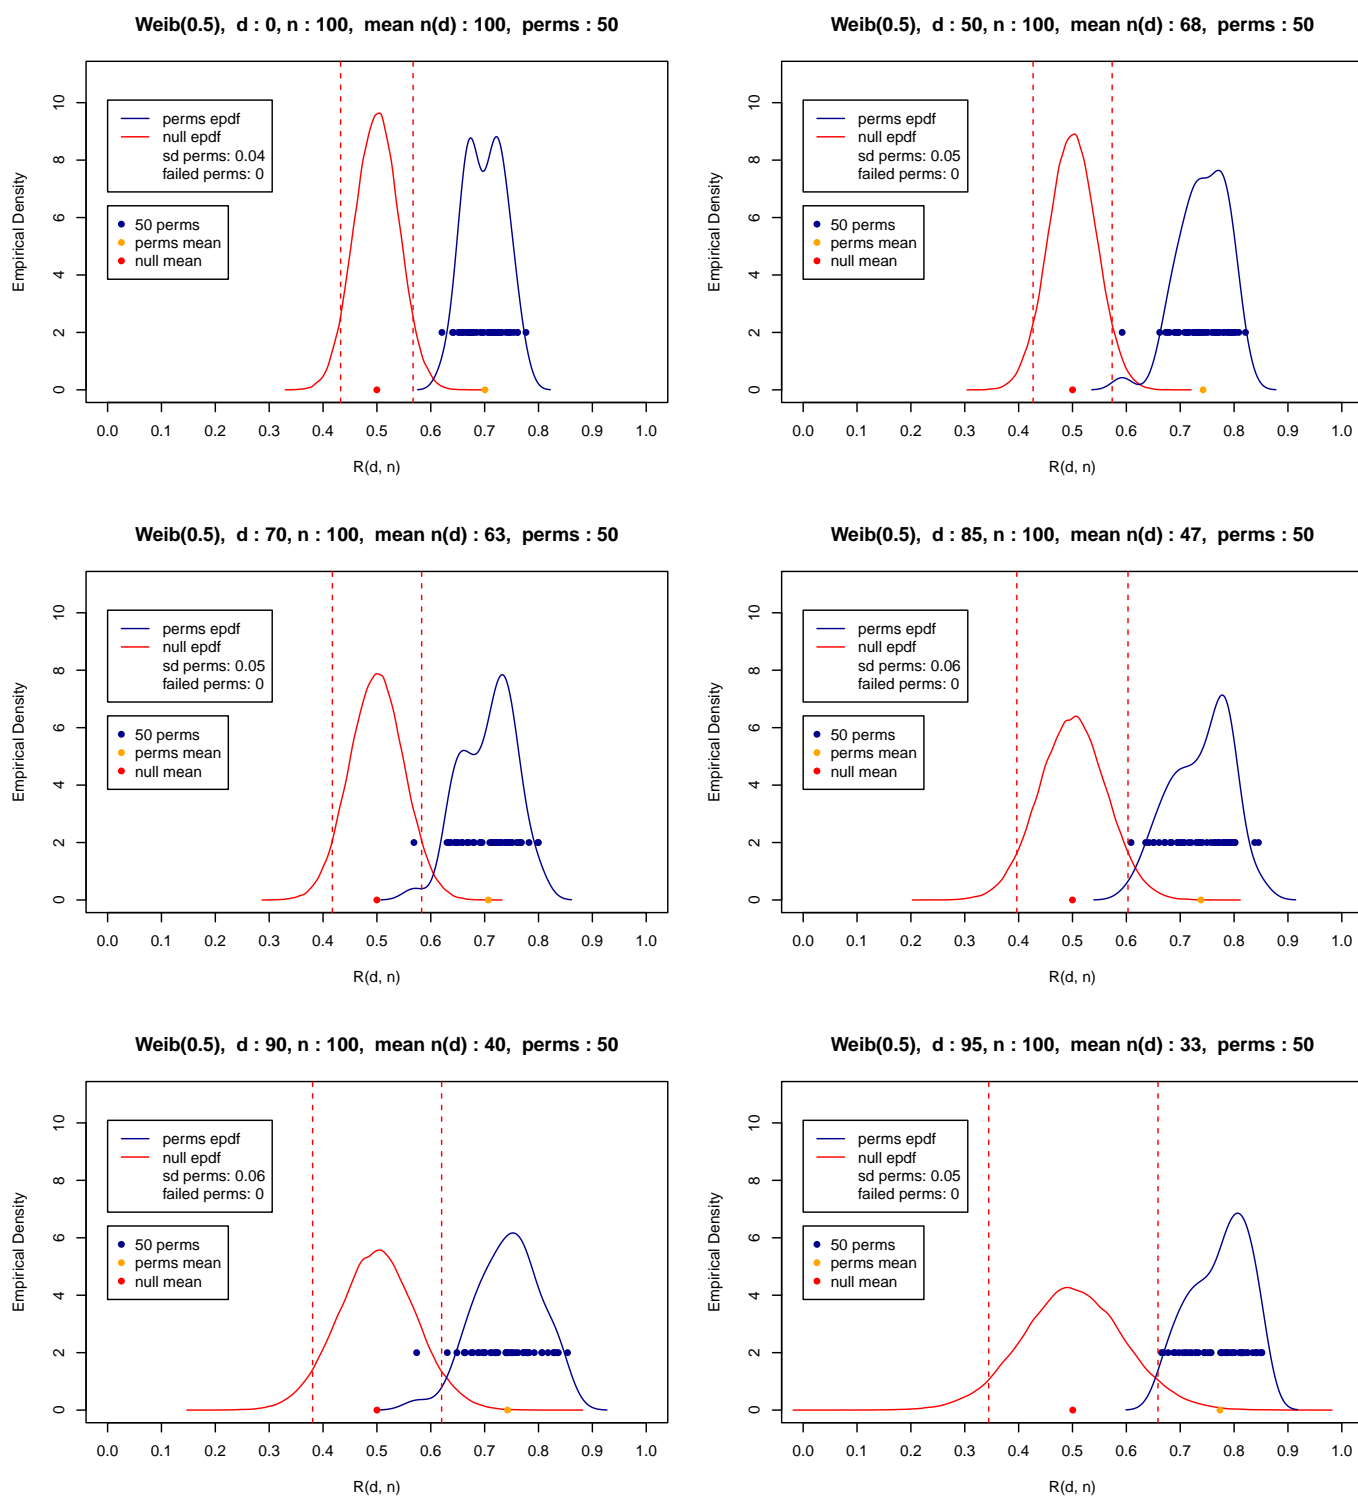 Weib(0.5),  d : 0, n : 100,  mean n(d) : 100,  perms : 50
Empirical Density
10
8
6
4
2
0
perms epdf
null epdf
sd perms: 0.04
failed perms: 0
50 perms
perms mean
null mean
0.0 0.1 0.2 0.3 0.4 0.5 0.6 0.7 0.8 0.9 1.0
R(d, n)
Weib(0.5),  d : 50, n : 100,  mean n(d) : 68,  perms : 50
Empirical Density
10
8
6
4
2
0
perms epdf
null epdf
sd perms: 0.05
failed perms: 0
50 perms
perms mean
null mean
0.0 0.1 0.2 0.3 0.4 0.5 0.6 0.7 0.8 0.9 1.0
R(d, n)
Weib(0.5),  d : 70, n : 100,  mean n(d) : 63,  perms : 50
Empirical Density
10
8
6
4
2
0
perms epdf
null epdf
sd perms: 0.05
failed perms: 0
50 perms
perms mean
null mean
0.0 0.1 0.2 0.3 0.4 0.5 0.6 0.7 0.8 0.9 1.0
R(d, n)
Weib(0.5),  d : 85, n : 100,  mean n(d) : 47,  perms : 50
Empirical Density
10
8
6
4
2
0
perms epdf
null epdf
sd perms: 0.06
failed perms: 0
50 perms
perms mean
null mean
0.0 0.1 0.2 0.3 0.4 0.5 0.6 0.7 0.8 0.9 1.0
R(d, n)
Weib(0.5),  d : 90, n : 100,  mean n(d) : 40,  perms : 50
Empirical Density
10
8
6
4
2
0
perms epdf
null epdf
sd perms: 0.06
failed perms: 0
50 perms
perms mean
null mean
0.0 0.1 0.2 0.3 0.4 0.5 0.6 0.7 0.8 0.9 1.0
R(d, n)
Weib(0.5),  d : 95, n : 100,  mean n(d) : 33,  perms : 50
Empirical Density
10
8
6
4
2
0
perms epdf
null epdf
sd perms: 0.05
failed perms: 0
50 perms
perms mean
null mean
0.0 0.1 0.2 0.3 0.4 0.5 0.6 0.7 0.8 0.9 1.0
R(d, n)